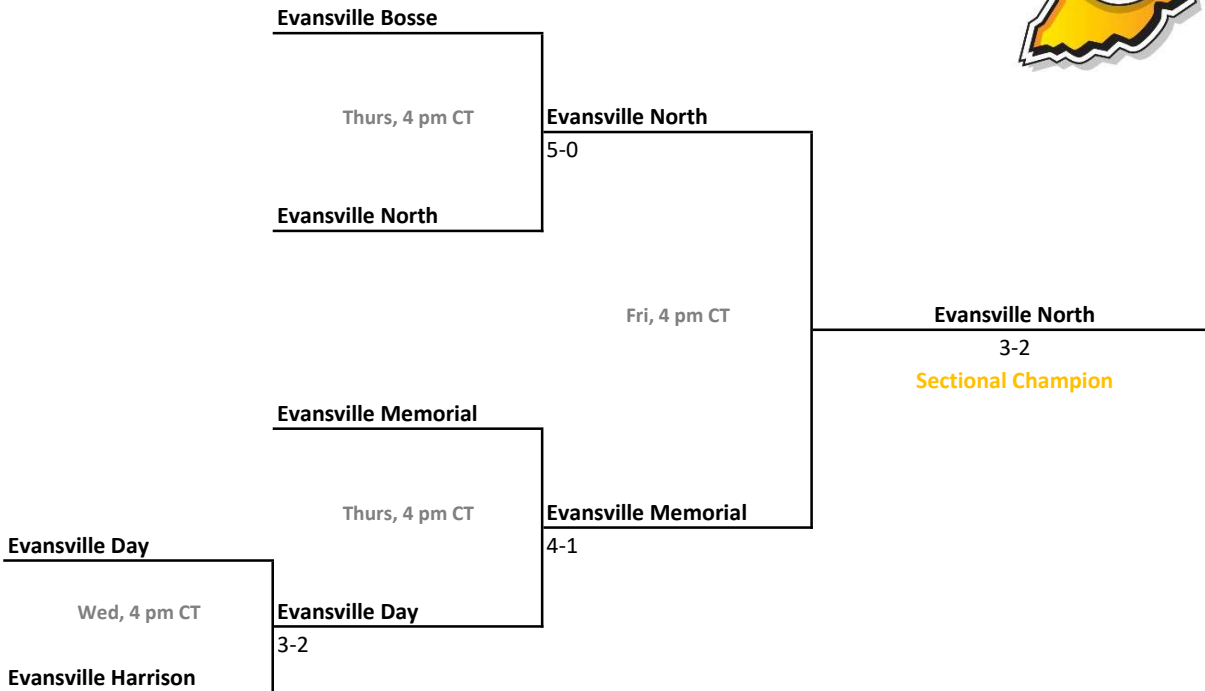 Evansville Bosse
Thurs, 4 pm CT
Evansville North
5-0
Evansville North
Fri, 4 pm CT
Evansville North
3-2
Sectional Champion
Evansville Memorial
Thurs, 4 pm CT
Evansville Memorial
4-1
Evansville Day
Wed, 4 pm CT
Evansville Day
3-2
Evansville Harrison